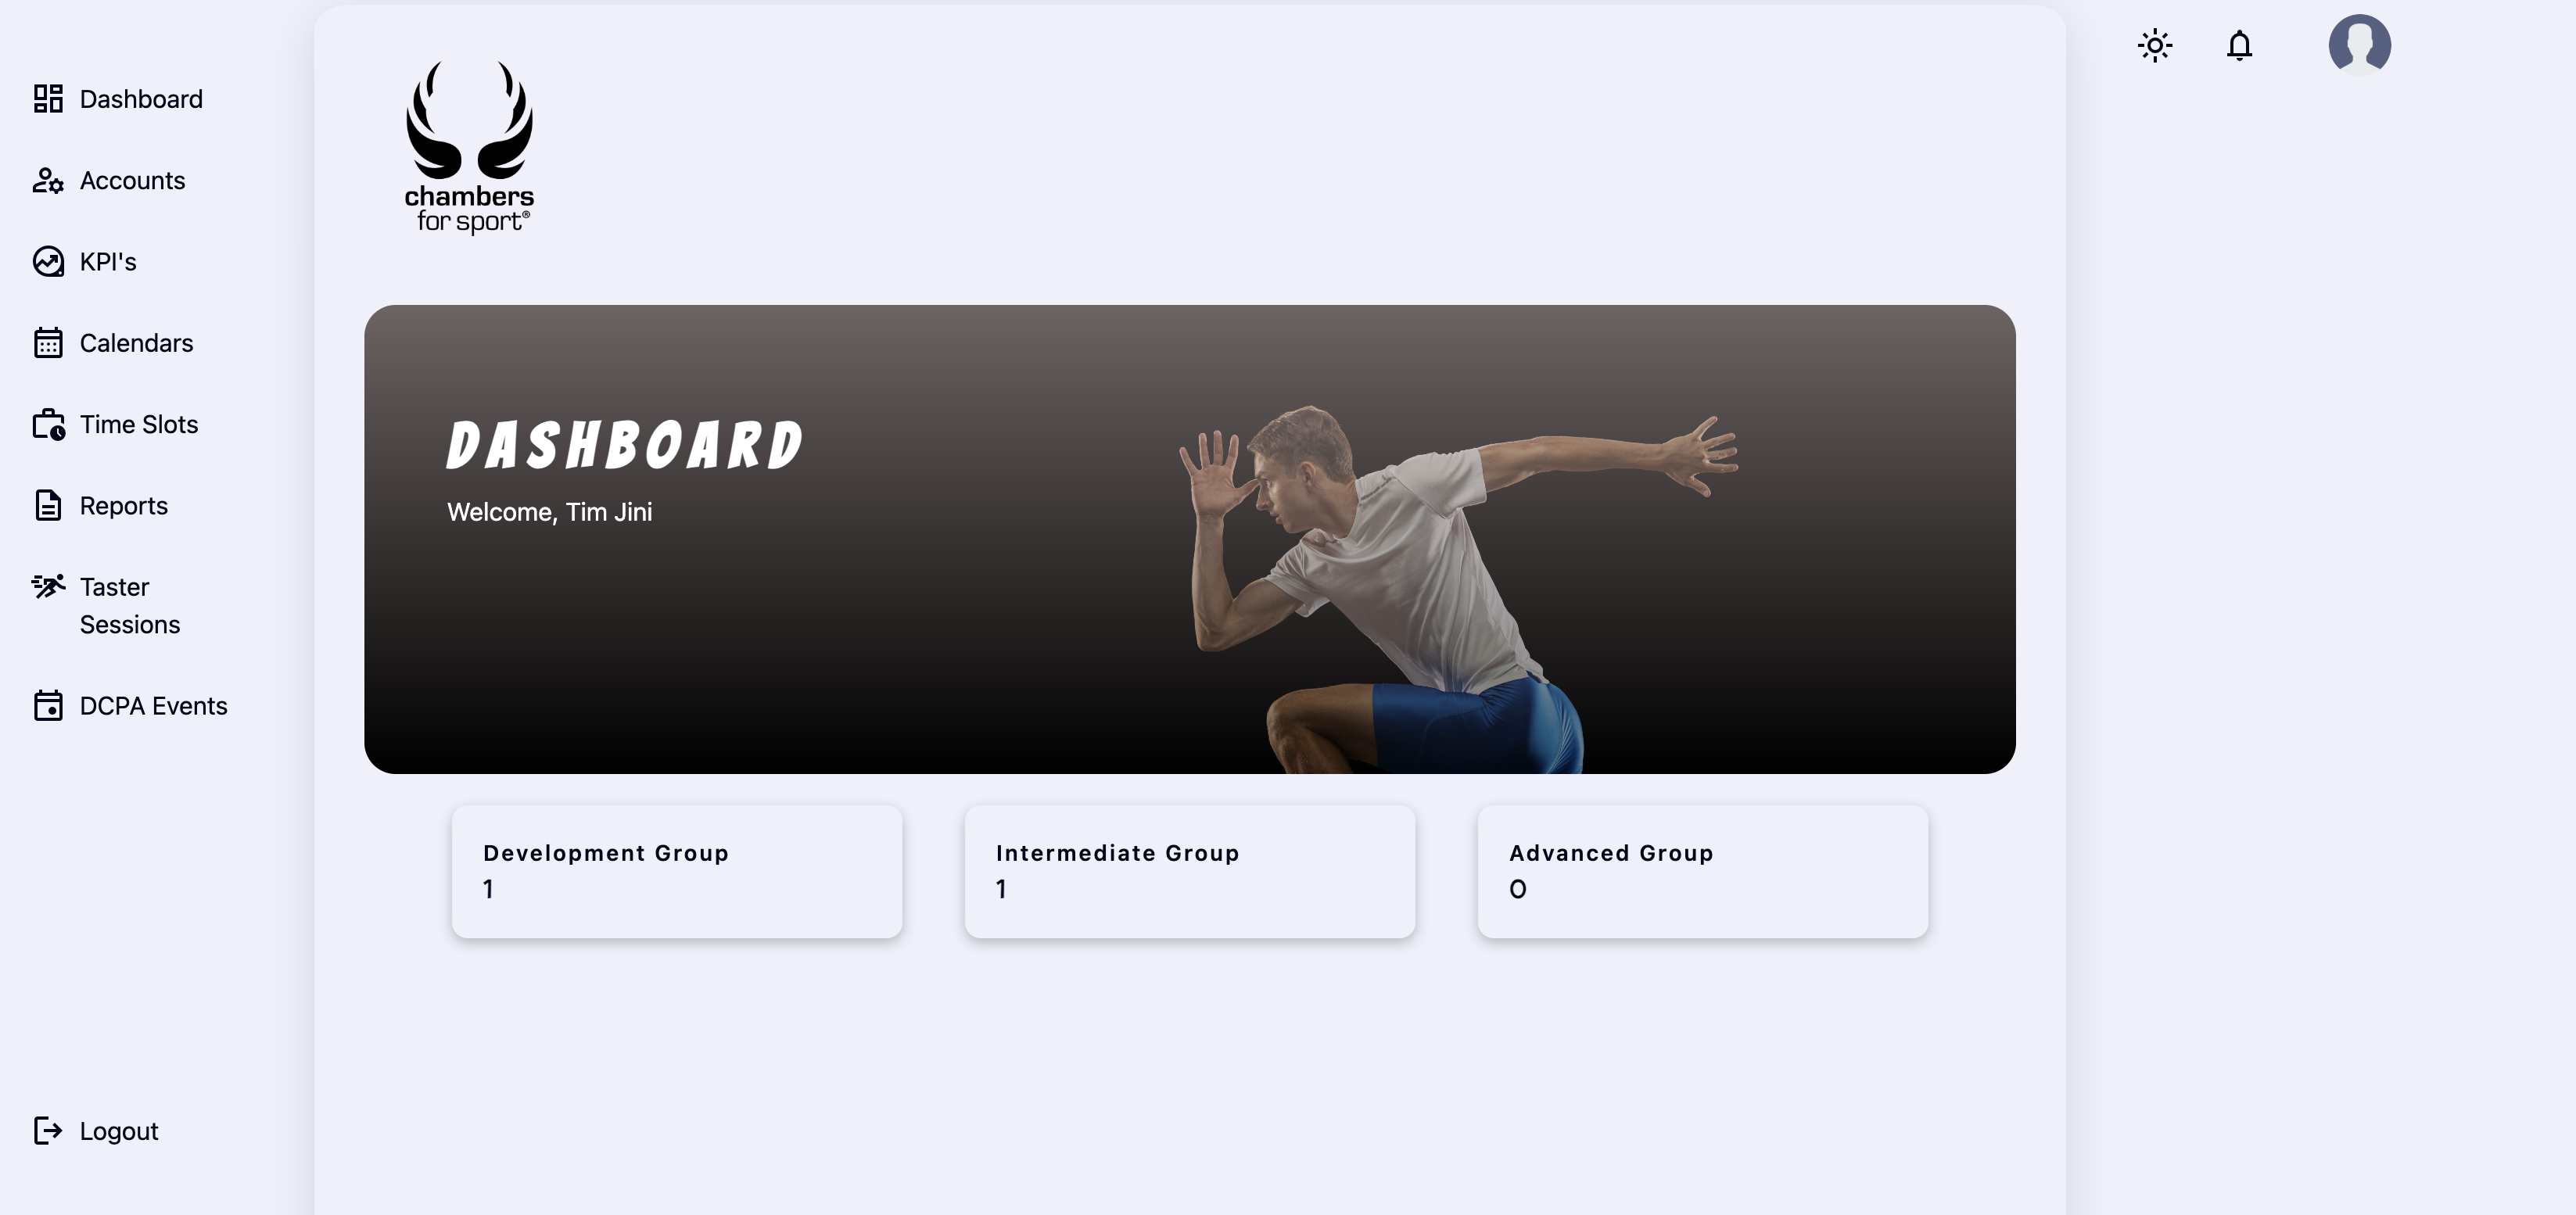 Dashboard
Accounts
KPI's
Calendars
Time Slots
Reports
Taster
Sessions
DCPA Events
Logout
chambers
for sport®
DASHBOARD
Welcome, Tim Jini
Development Group
1
Intermediate Group
1
Advanced Group
0